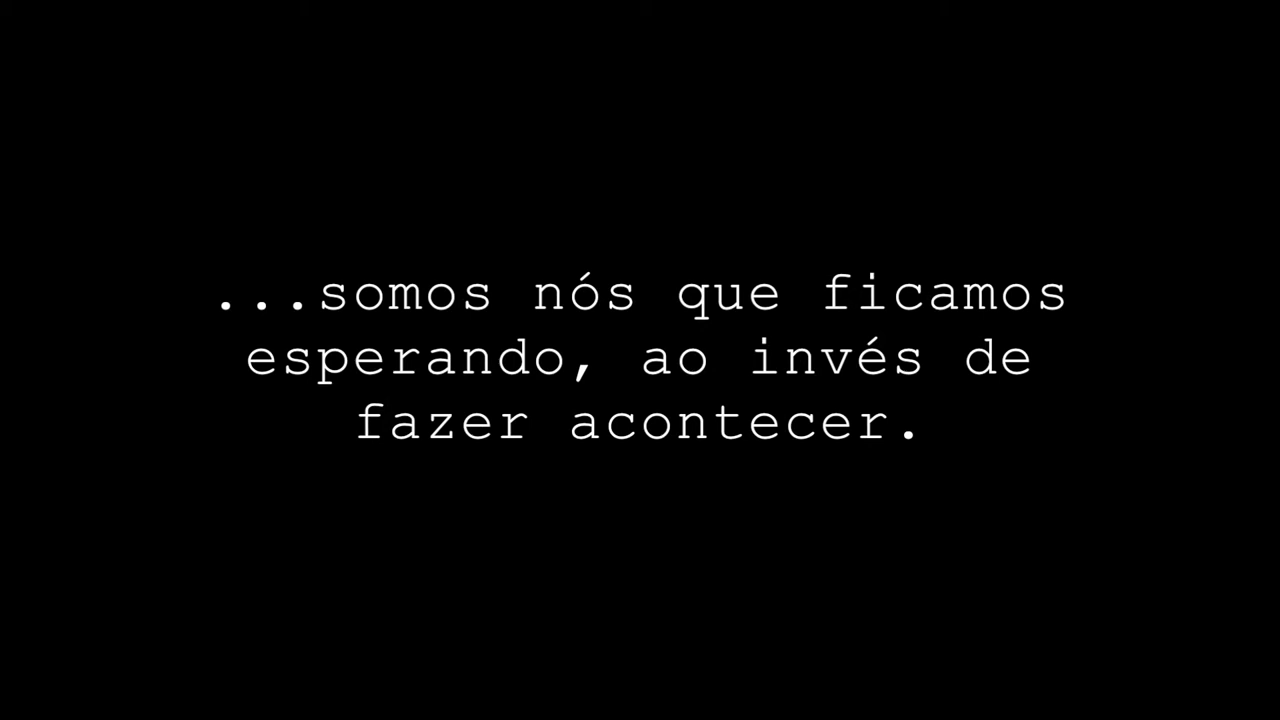 ...somos nós que ficamos
esperando, ao invés de
fazer acontecer.